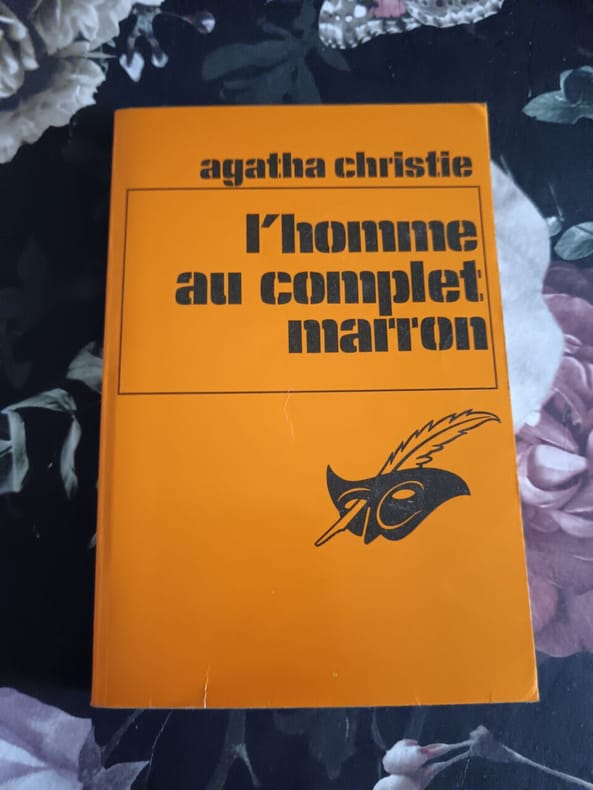 agatha christie
l'homme
au complet
marron